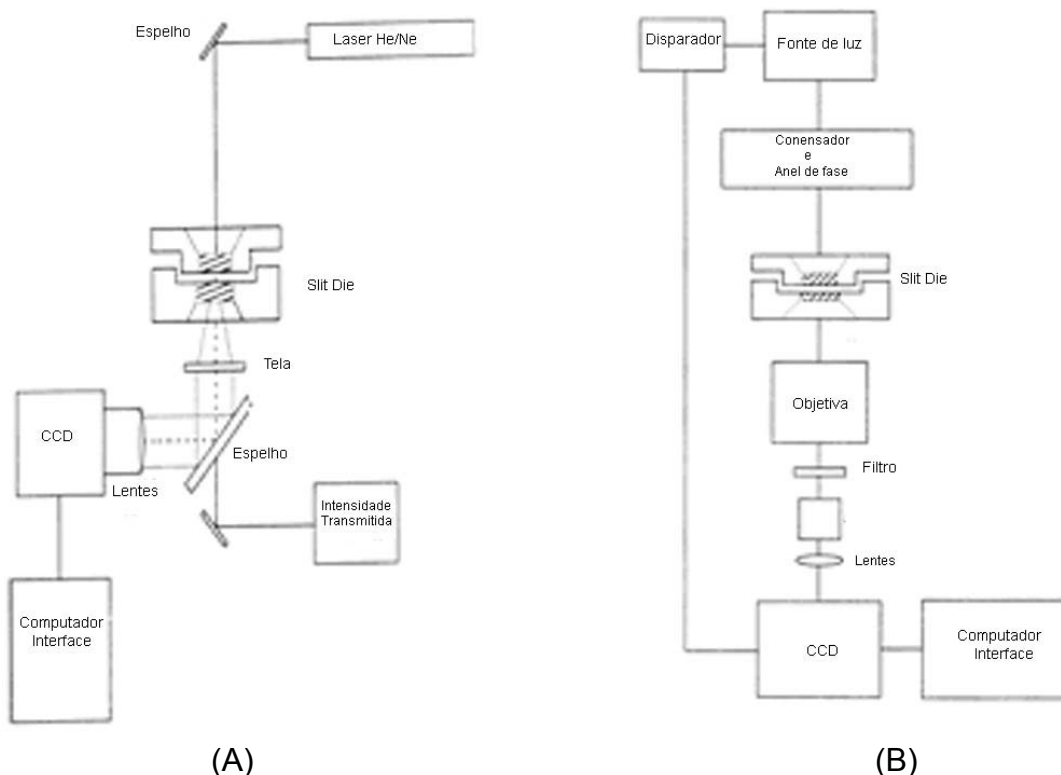 Espelho
Laser He/Ne
Slit Die
Tela
CCD
Lentes
Espelho
Intensidade
Transmitida
Computador
Interface
(A)
Disparador
Fonte de luz
Conensador
e
Anel de fase
Slit Die
Objetiva
Filtro
Lentes
CCD
Computador
Interface
(B)